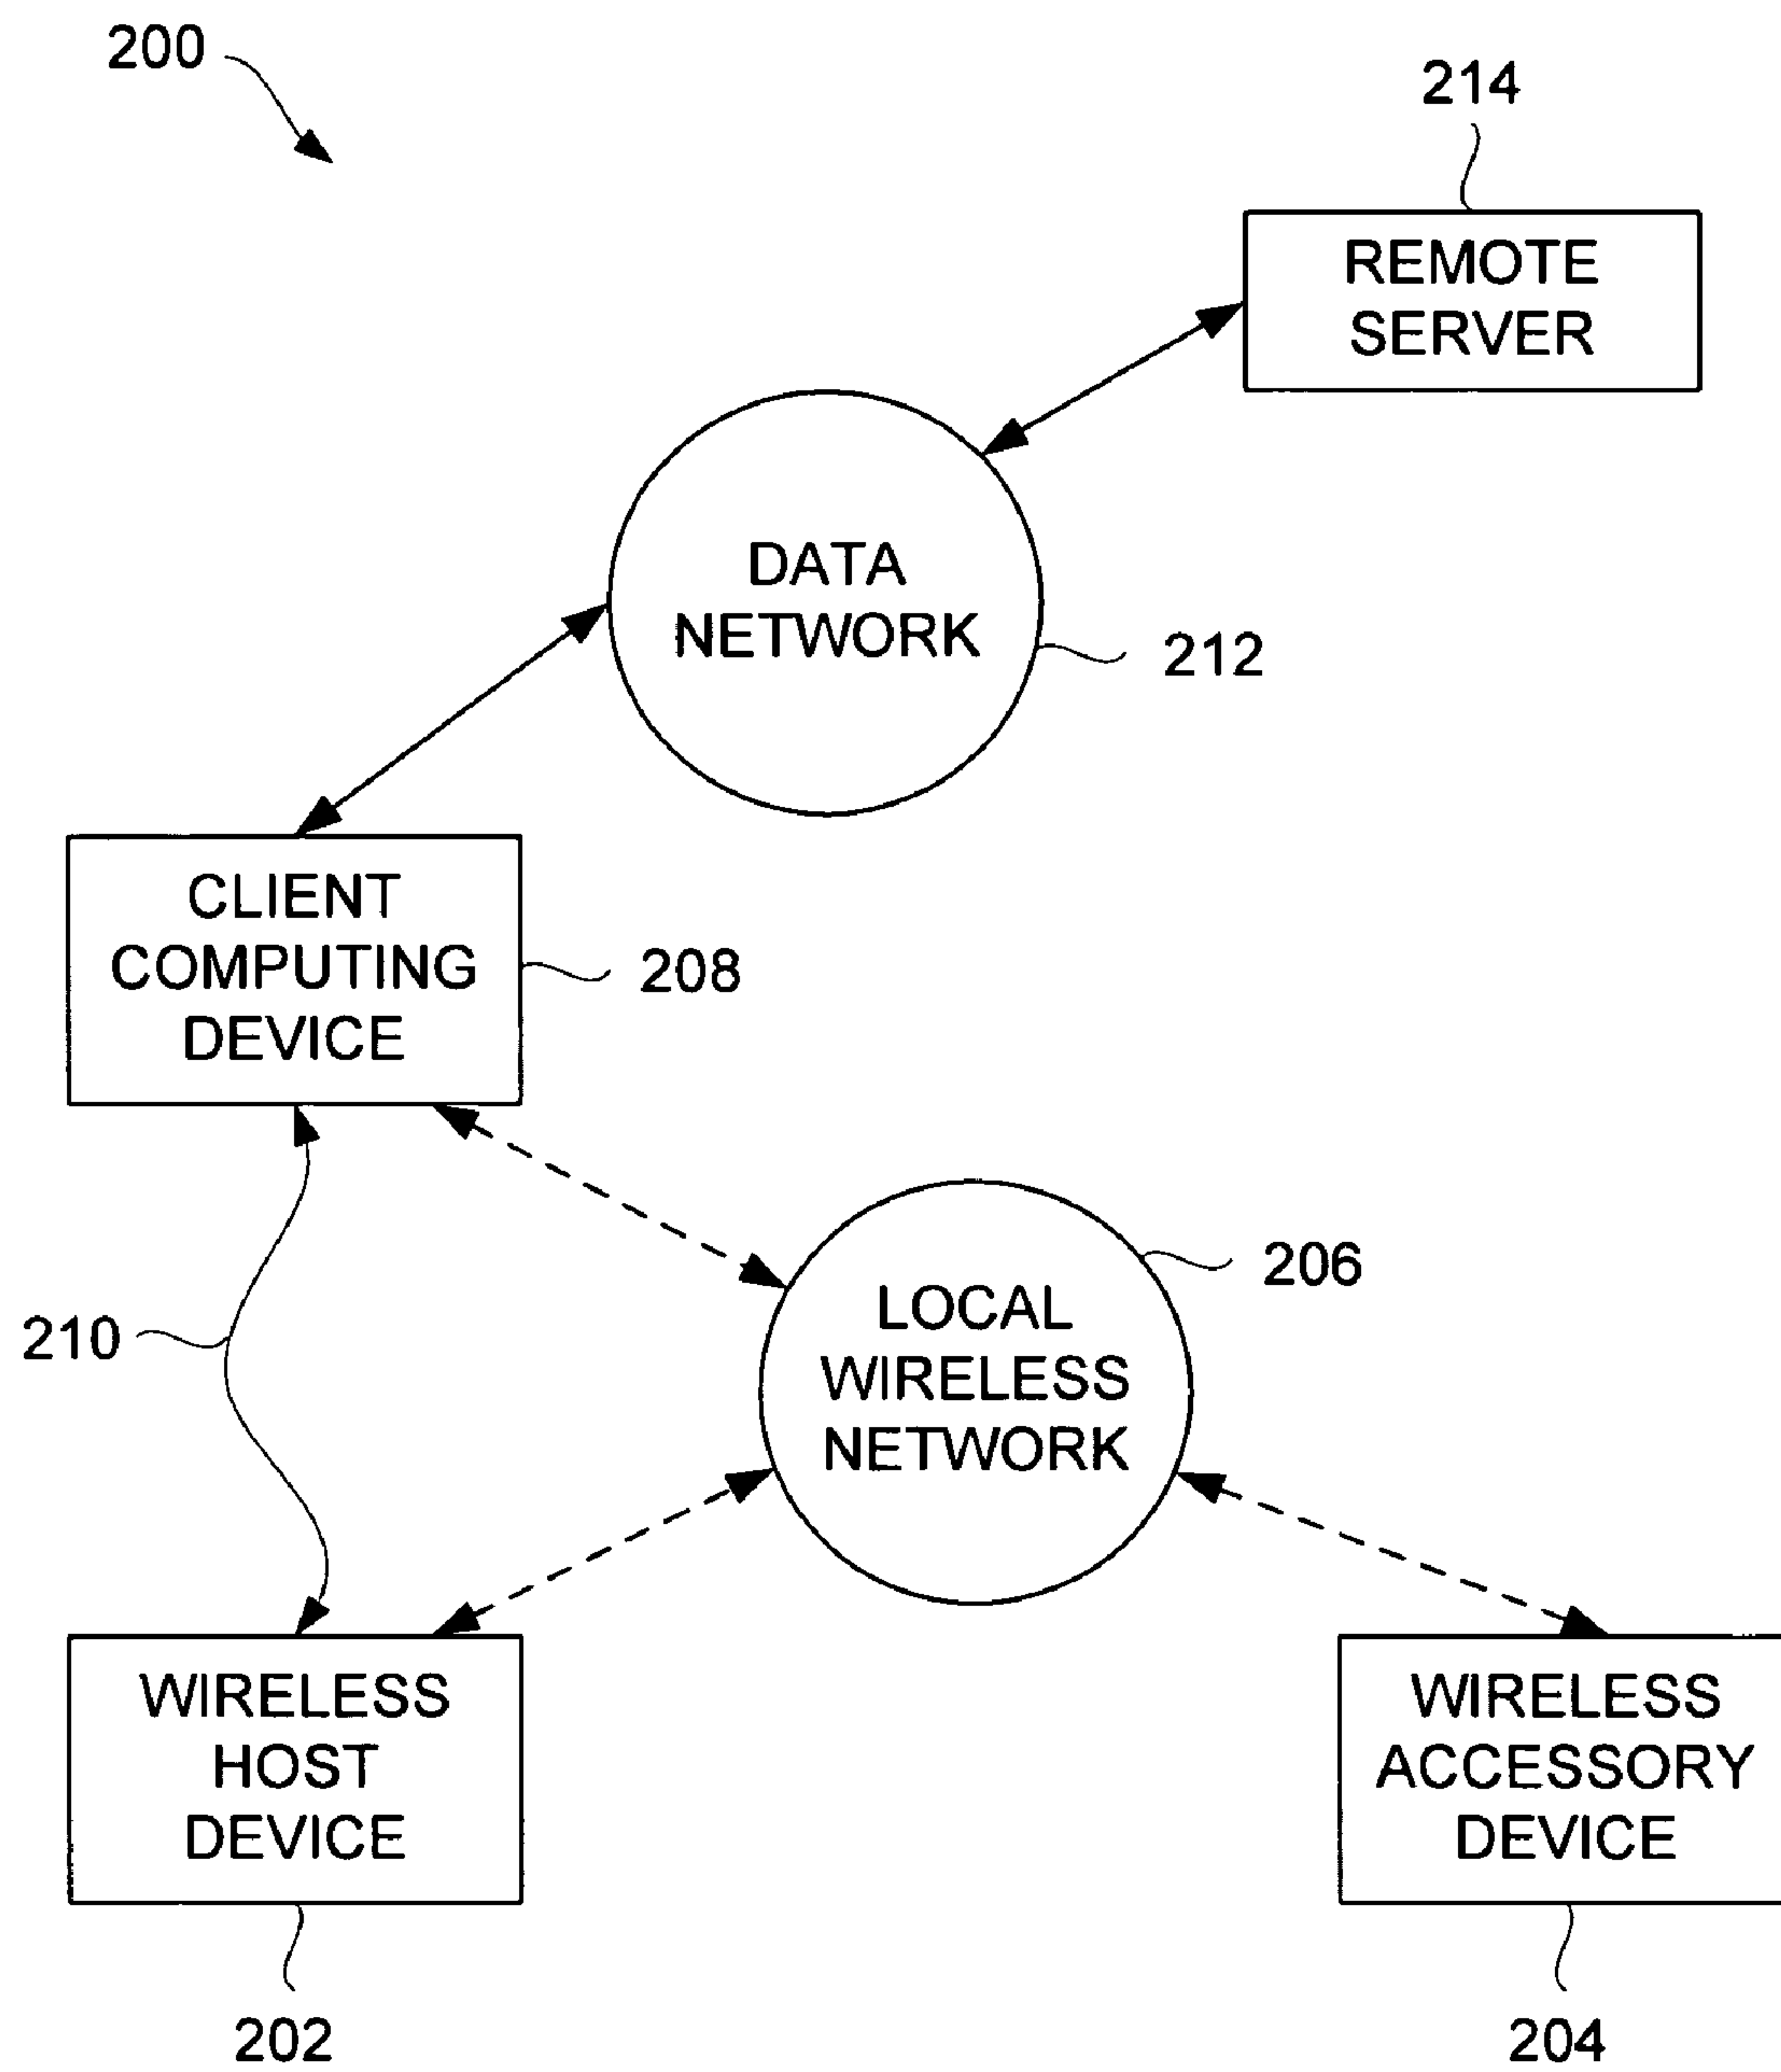 200
214
REMOTE
SERVER
DATA
NETWORK
212
CLIENT
COMPUTING
DEVICE
208
206
LOCAL
WIRELESS
NETWORK
210
WIRELESS
HOST
DEVICE
WIRELESS
ACCESSORY
DEVICE
202
204